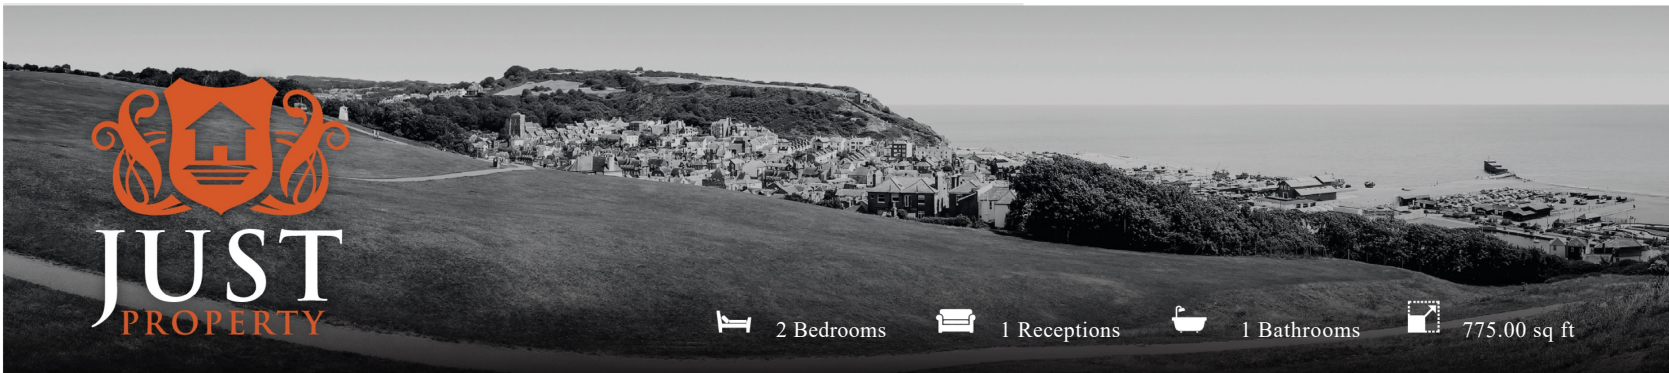 JUST
PROPERTY
2 Bedrooms
1 Receptions
1 Bathrooms
775.00 sq ft